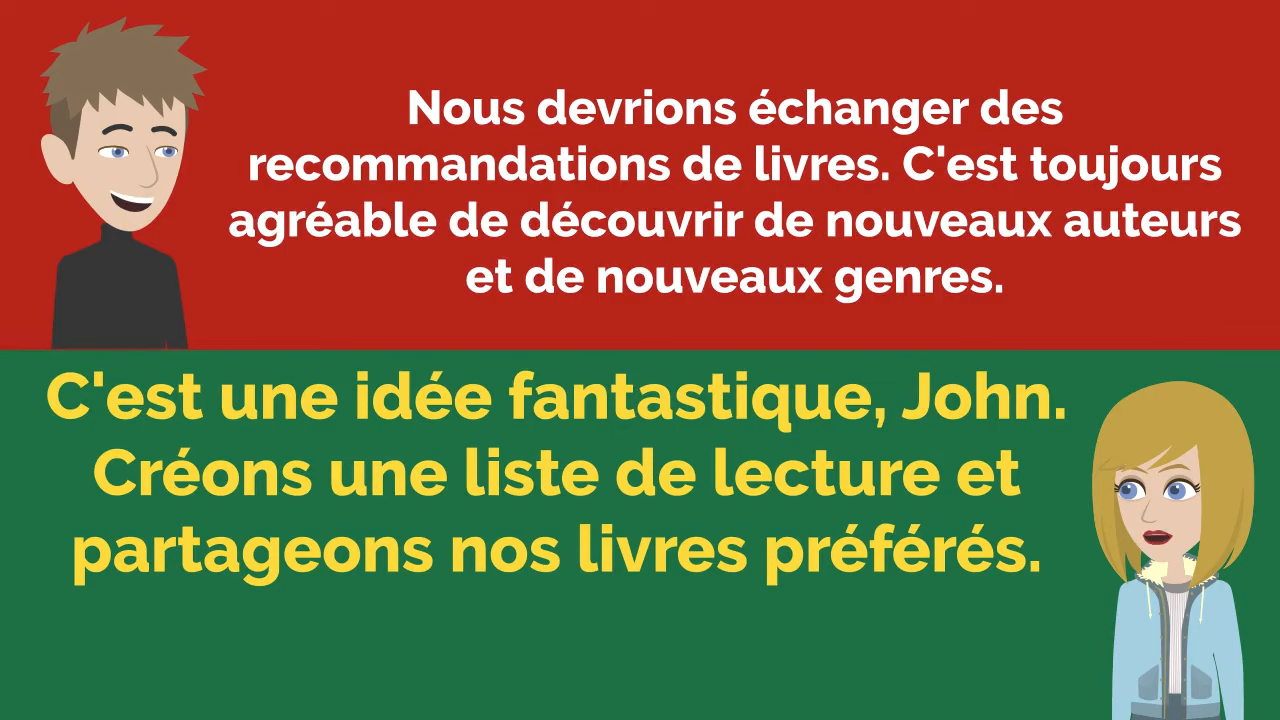 Nous devrions échanger des
recommandations de livres. C'est toujours
agréable de découvrir de nouveaux auteurs
et de nouveaux genres.
C'est une idée fantastique, John.
Créons une liste de lecture et
partageons nos livres préférés.